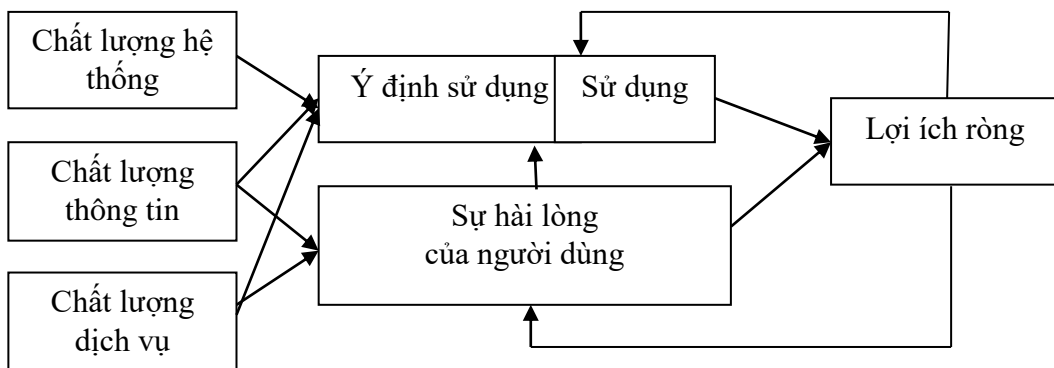 Chất lượng hệ
thống
Ý định sử dụng
Sử dụng
Lợi ích ròng
Chất lượng
thông tin
Sự hài lòng
của người dùng
Chất lượng
dịch vụ